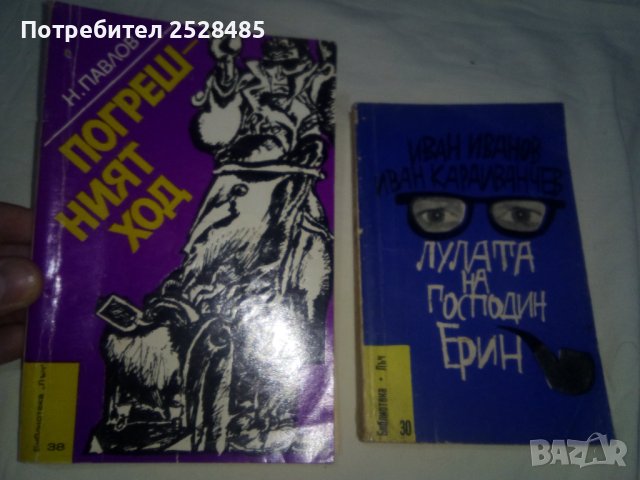 Потребител 2528485
Н. ПАВЛОВ
ПОГРЕШ-
НИЯТ
ХОД
Библиотека „Лъч"
38
ИВАН ИВАНОВ
ИВАН КАРАИВАНЧЕВ
ЛУЛАТА
НА
ГОСПОДИН
ЕРИН
Библиотека • Лъч
30
BAZAR